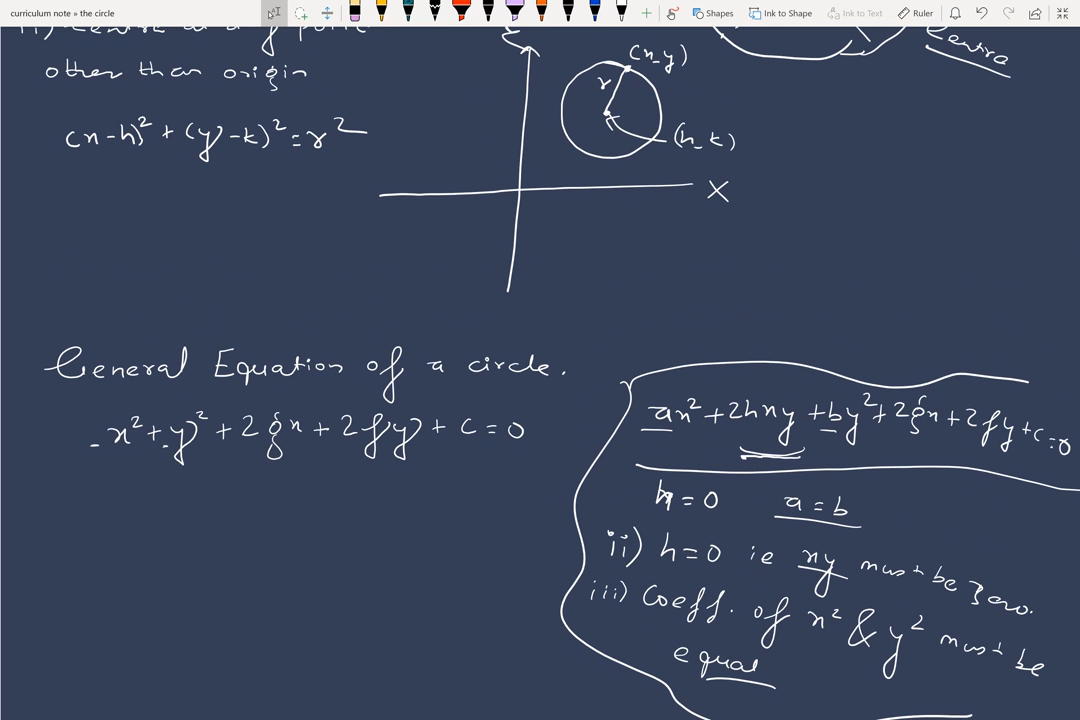 curriculum note » the circle
Shapes
Ink to Shape
Ink to Text
Ruler
other than origin
(x-h)² + (y-k)² = r²
(x, y)
r
(h, k)
X
Centre
General Equation of a circle.
x² + y² + 2gx + 2fy + c = 0
ax² + 2hxy + by² + 2gx + 2fy + c = 0
h = 0 a = b
ii) h = 0 ie xy must be zero.
iii) Coeff. of x² & y² must be
equal